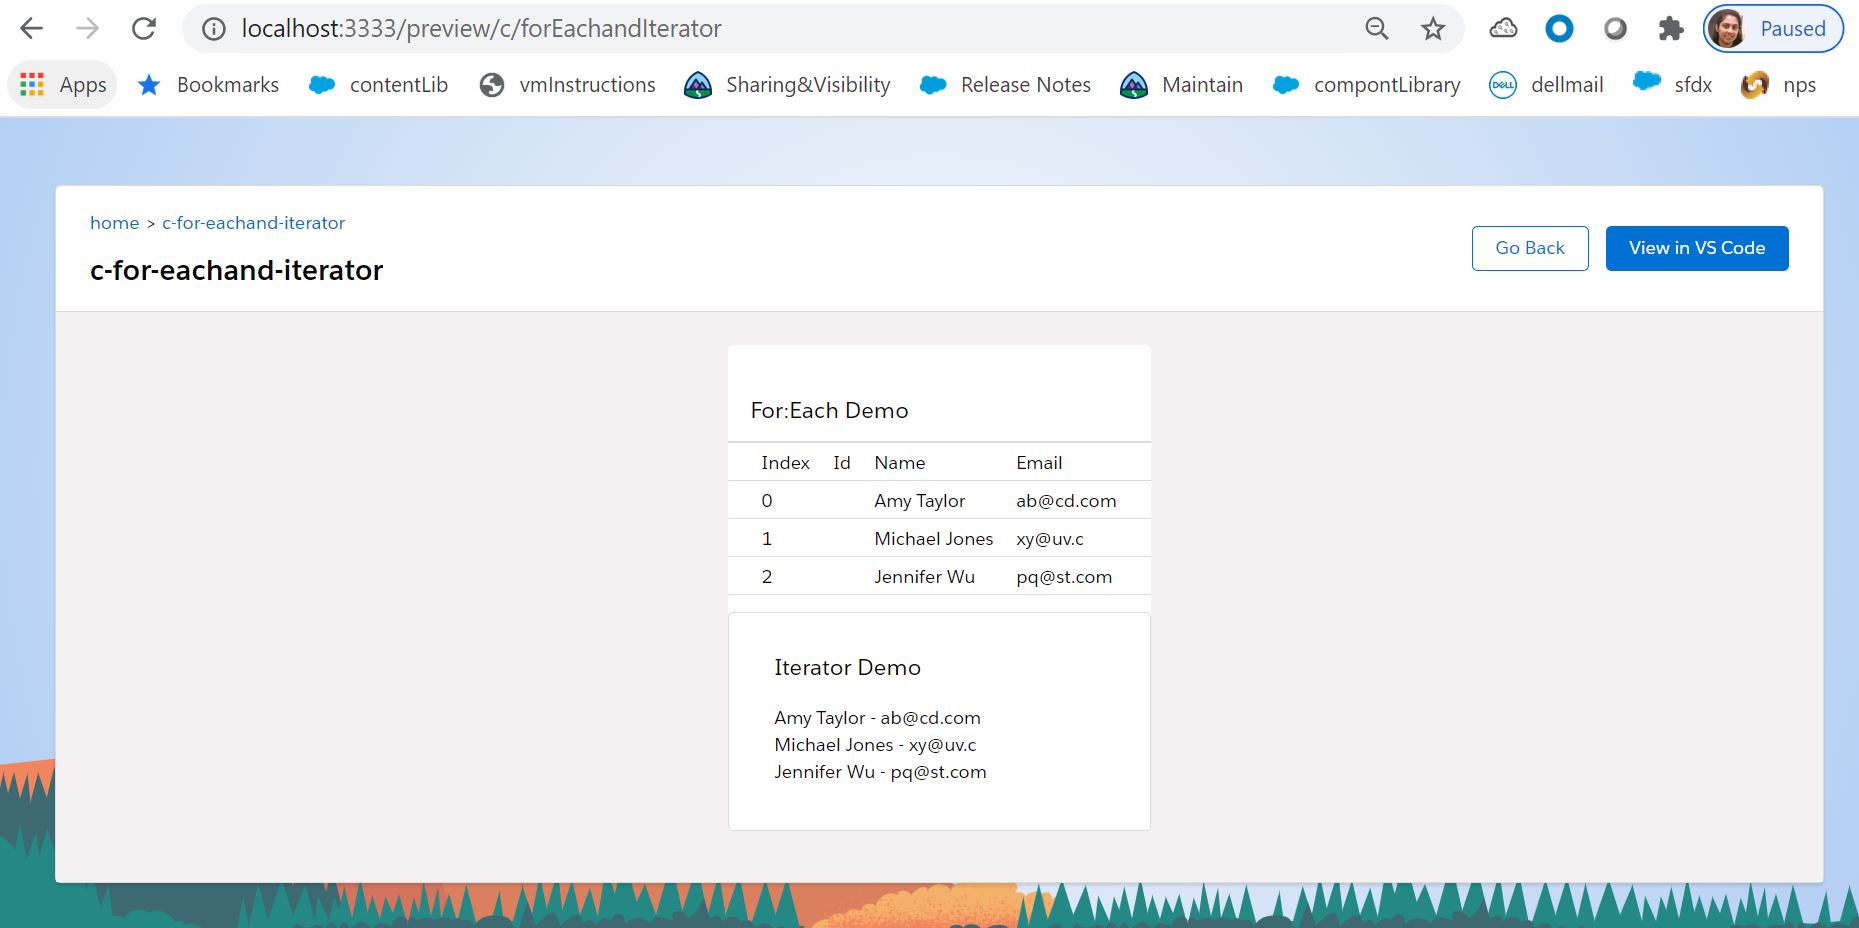 localhost:3333/preview/c/forEachandIterator
Paused
Apps Bookmarks contentLib vmInstructions Sharing&Visibility Release Notes Maintain compontLibrary DELL dellmail sfdx nps
home > c-for-eachand-iterator
c-for-eachand-iterator
Go Back View in VS Code
For:Each Demo
Index Id Name Email
0 Amy Taylor ab@cd.com
1 Michael Jones xy@uv.c
2 Jennifer Wu pq@st.com
Iterator Demo
Amy Taylor - ab@cd.com
Michael Jones - xy@uv.c
Jennifer Wu - pq@st.com